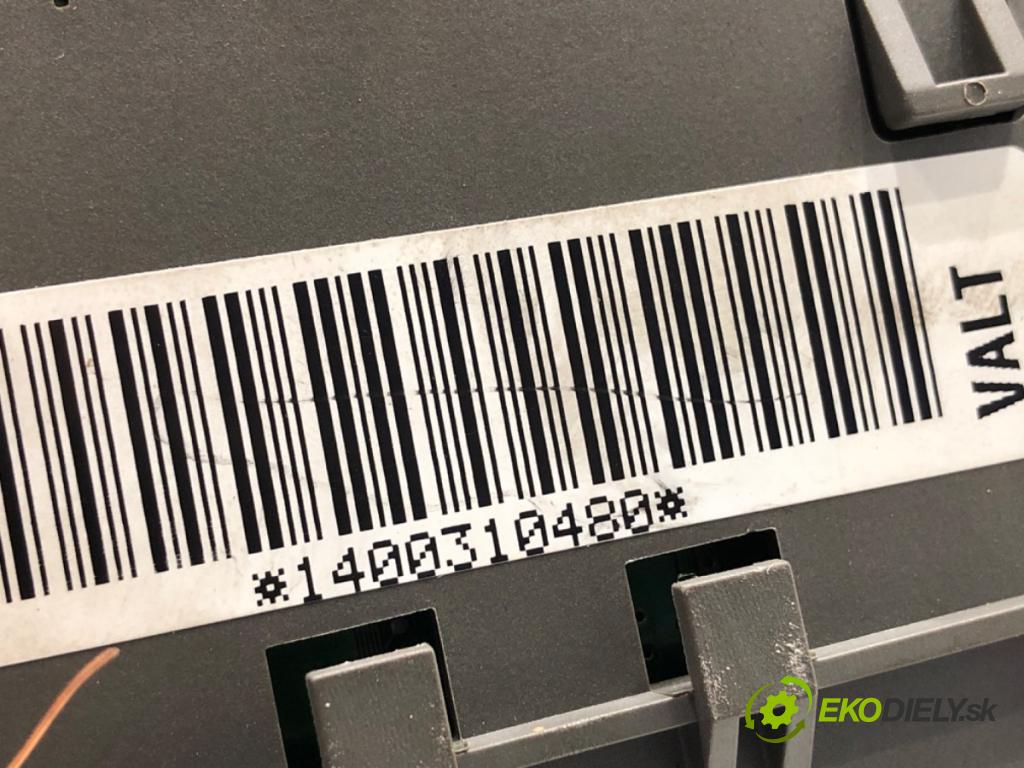 VALT
*1400310480*
EKODIELY.sk